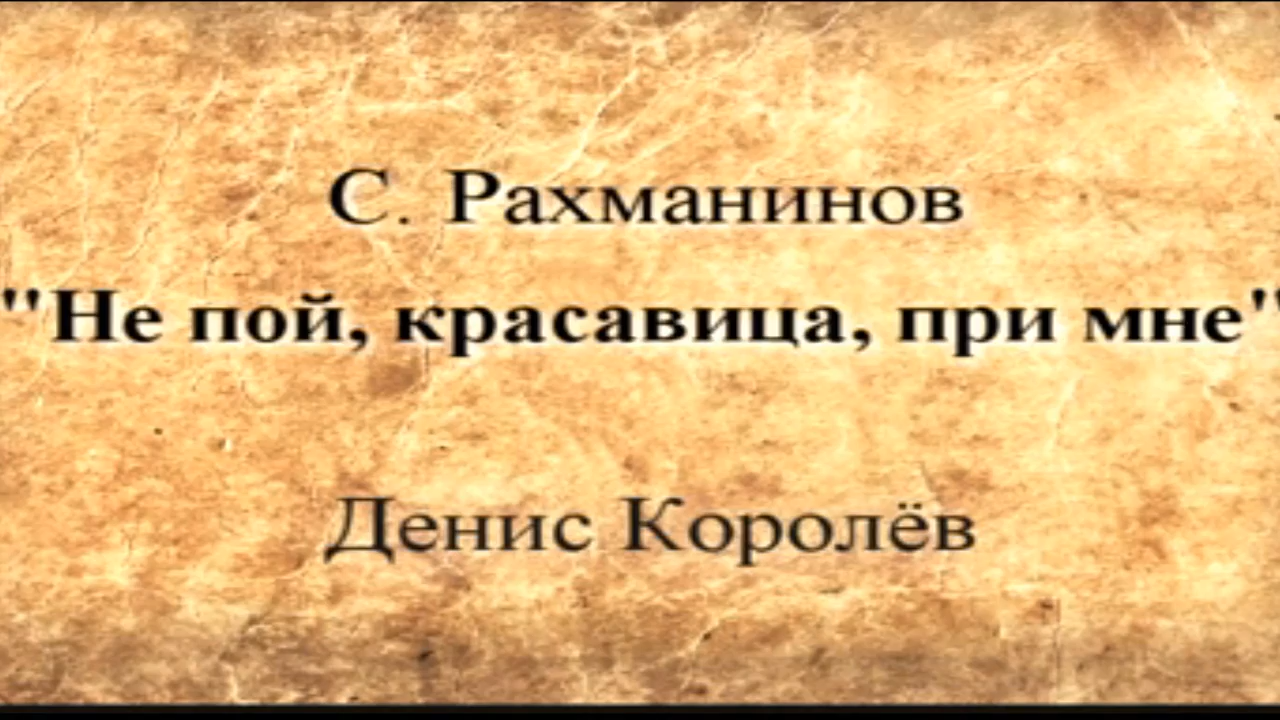 С. Рахманинов
"Не пой, красавица, при мне"
Денис Королёв